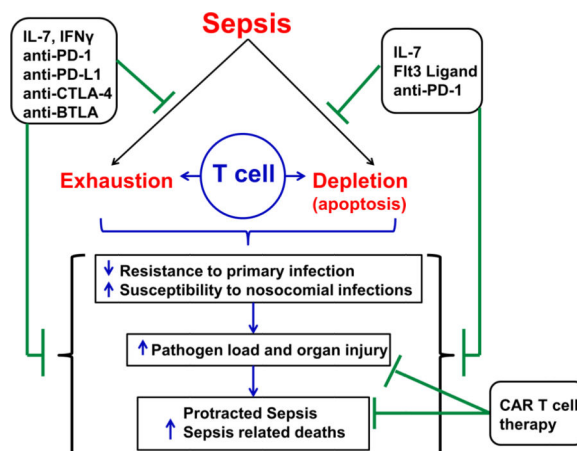 Sepsis
IL-7, IFNγ
anti-PD-1
anti-PD-L1
anti-CTLA-4
anti-BTLA
IL-7
Flt3 Ligand
anti-PD-1
Exhaustion
T cell
Depletion
(apoptosis)
Resistance to primary infection
Susceptibility to nosocomial infections
Pathogen load and organ injury
Protracted Sepsis
Sepsis related deaths
CAR T cell
therapy